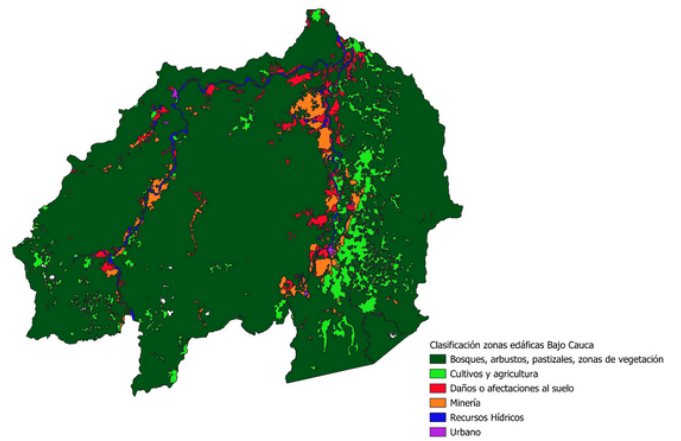 Clasificación zonas edáficas Bajo Cauca
Bosques, arbustos, pastizales, zonas de vegetación
Cultivos y agricultura
Daños o afectaciones al suelo
Minería
Recursos Hídricos
Urbano